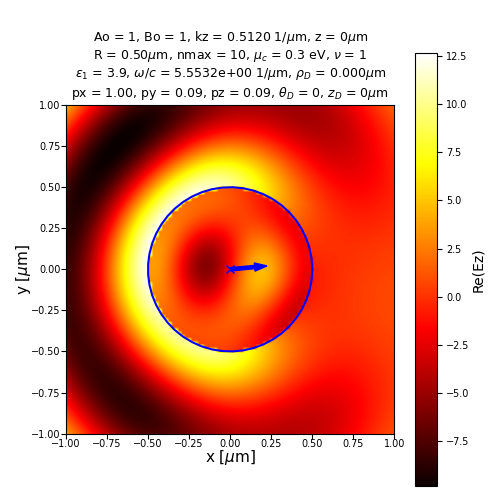 Ao = 1, Bo = 1, kz = 0.5120 1/μm, z = 0μm
R = 0.50μm, nmax = 10, μc = 0.3 eV, ν = 1
ε1 = 3.9, ω/c = 5.5532e+00 1/μm, ρD = 0.000μm
px = 1.00, py = 0.09, pz = 0.09, θD = 0, zD = 0μm
1.00
0.75
0.50
0.25
0.00
−0.25
−0.50
−0.75
−1.00
y [μm]
−1.00 −0.75 −0.50 −0.25 0.00 0.25 0.50 0.75 1.00
x [μm]
12.5
10.0
7.5
5.0
2.5
0.0
−2.5
−5.0
−7.5
Re(Ez)